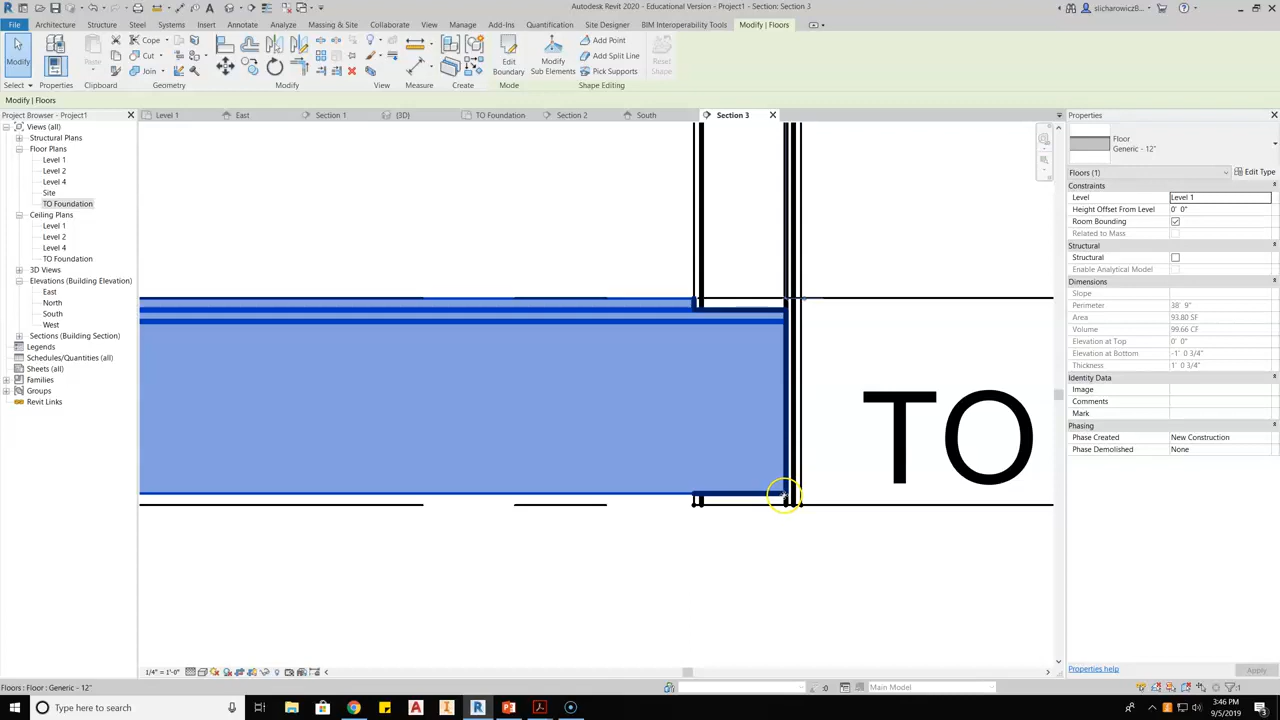 Autodesk Revit 2020 - Educational Version - Project1 - Section: Section 3
slicharowicz8...
File Architecture Structure Steel Systems Insert Annotate Analyze Massing & Site Collaborate View Manage Add-Ins Quantification Site Designer BIM Interoperability Tools Modify | Floors
Modify
Paste
Cope
Cut
Join
Edit Boundary
Modify Sub Elements
Add Point
Add Split Line
Pick Supports
Reset Shape
Select Properties Clipboard Geometry Modify View Measure Create Mode Shape Editing
Modify | Floors
Project Browser - Project1
Level 1 East Section 1 {3D} TO Foundation Section 2 South Section 3
Views (all)
Structural Plans
Floor Plans
Level 1
Level 2
Level 4
Site
TO Foundation
Ceiling Plans
Level 1
Level 2
Level 4
TO Foundation
3D Views
Elevations (Building Elevation)
East
North
South
West
Sections (Building Section)
Legends
Schedules/Quantities (all)
Sheets (all)
Families
Groups
Revit Links
TO
Properties
Floor
Generic - 12"
Floors (1) Edit Type
Constraints
Level Level 1
Height Offset From Level 0' 0"
Room Bounding
Related to Mass
Structural
Structural
Enable Analytical Model
Dimensions
Slope
Perimeter 38' 9"
Area 93.80 SF
Volume 99.66 CF
Elevation at Top 0' 0"
Elevation at Bottom -1' 0 3/4"
Thickness 1' 0 3/4"
Identity Data
Image
Comments
Mark
Phasing
Phase Created New Construction
Phase Demolished None
Properties help Apply
1/4" = 1'-0"
Floors : Floor : Generic - 12"
:0
Main Model
:1
Type here to search
3:46 PM
9/5/2019